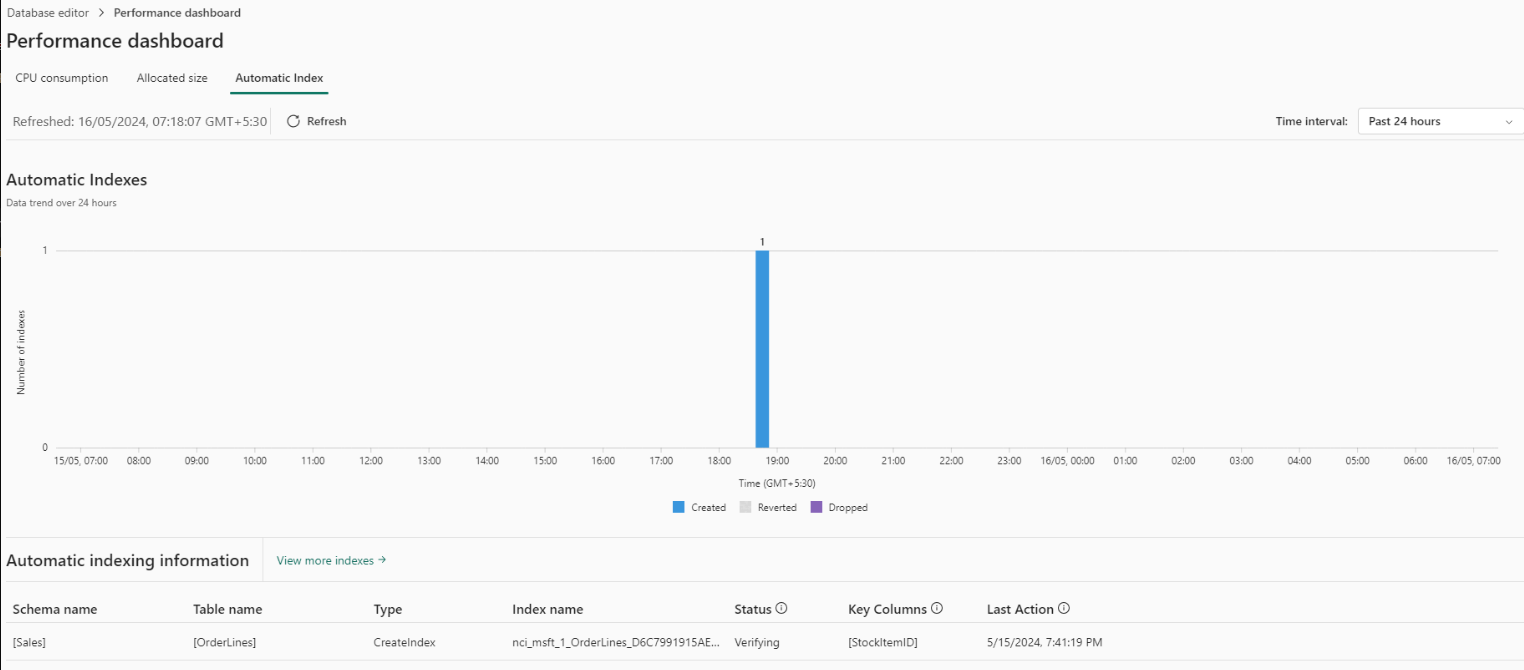 Database editor > Performance dashboard
Performance dashboard
CPU consumption Allocated size Automatic Index
Refreshed: 16/05/2024, 07:18:07 GMT+5:30 Refresh Time interval: Past 24 hours
Automatic Indexes
Data trend over 24 hours
1
1
Number of indexes
0
15/05, 07:00 08:00 09:00 10:00 11:00 12:00 13:00 14:00 15:00 16:00 17:00 18:00 19:00 20:00 21:00 22:00 23:00 16/05, 00:00 01:00 02:00 03:00 04:00 05:00 06:00 16/05, 07:00
Time (GMT+5:30)
Created Reverted Dropped
Automatic indexing information View more indexes →
Schema name Table name Type Index name Status Key Columns Last Action
[Sales] [OrderLines] CreateIndex nci_msft_1_OrderLines_D6C7991915AE... Verifying [StockItemID] 5/15/2024, 7:41:19 PM